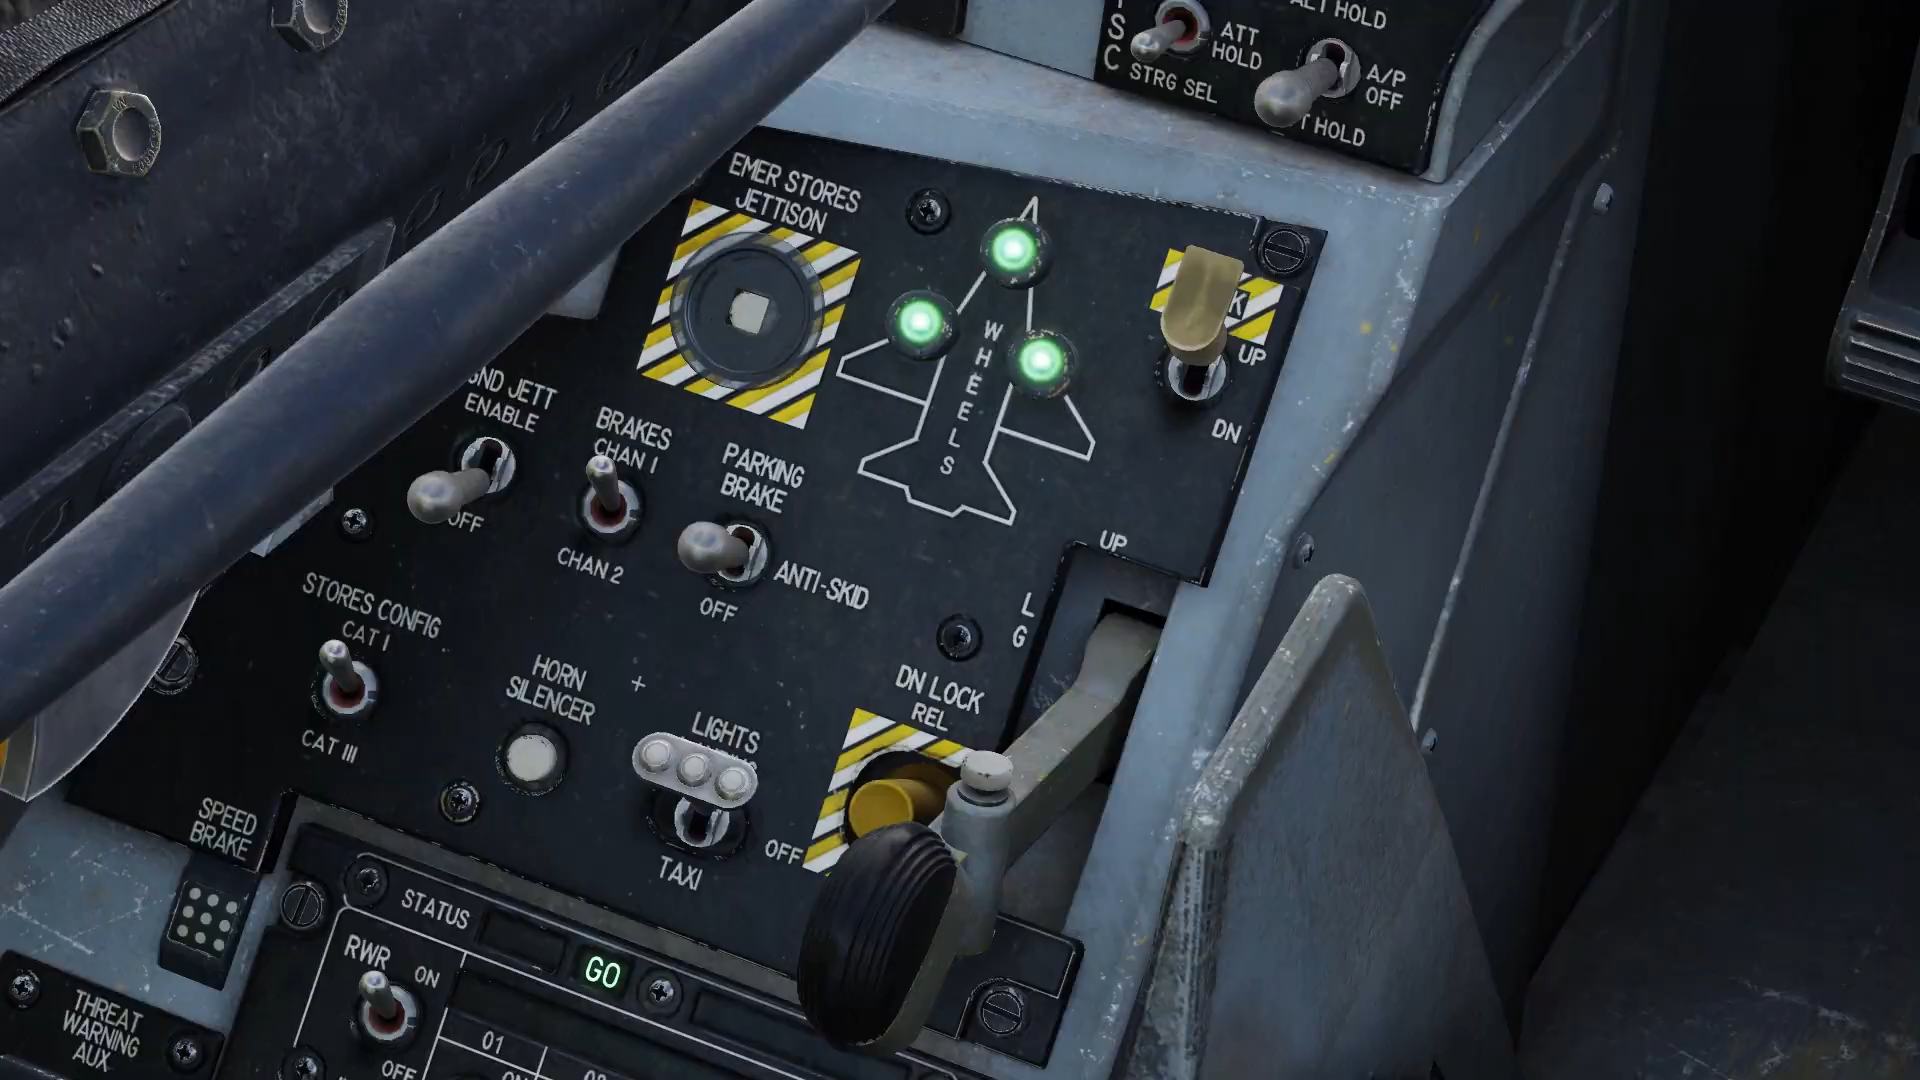 S
C
ATT
HOLD
STRG SEL
ALT HOLD
A/P
OFF
T HOLD
EMER STORES
JETTISON
WHEELS
K
UP
DN
GND JETT
ENABLE
OFF
BRAKES
CHAN I
CHAN 2
PARKING
BRAKE
ANTI-SKID
OFF
UP
L
G
STORES CONFIG
CAT I
CAT III
HORN
SILENCER
LIGHTS
TAXI
OFF
DN LOCK
REL
SPEED
BRAKE
STATUS
GO
RWR
ON
OFF
01
THREAT
WARNING
AUX